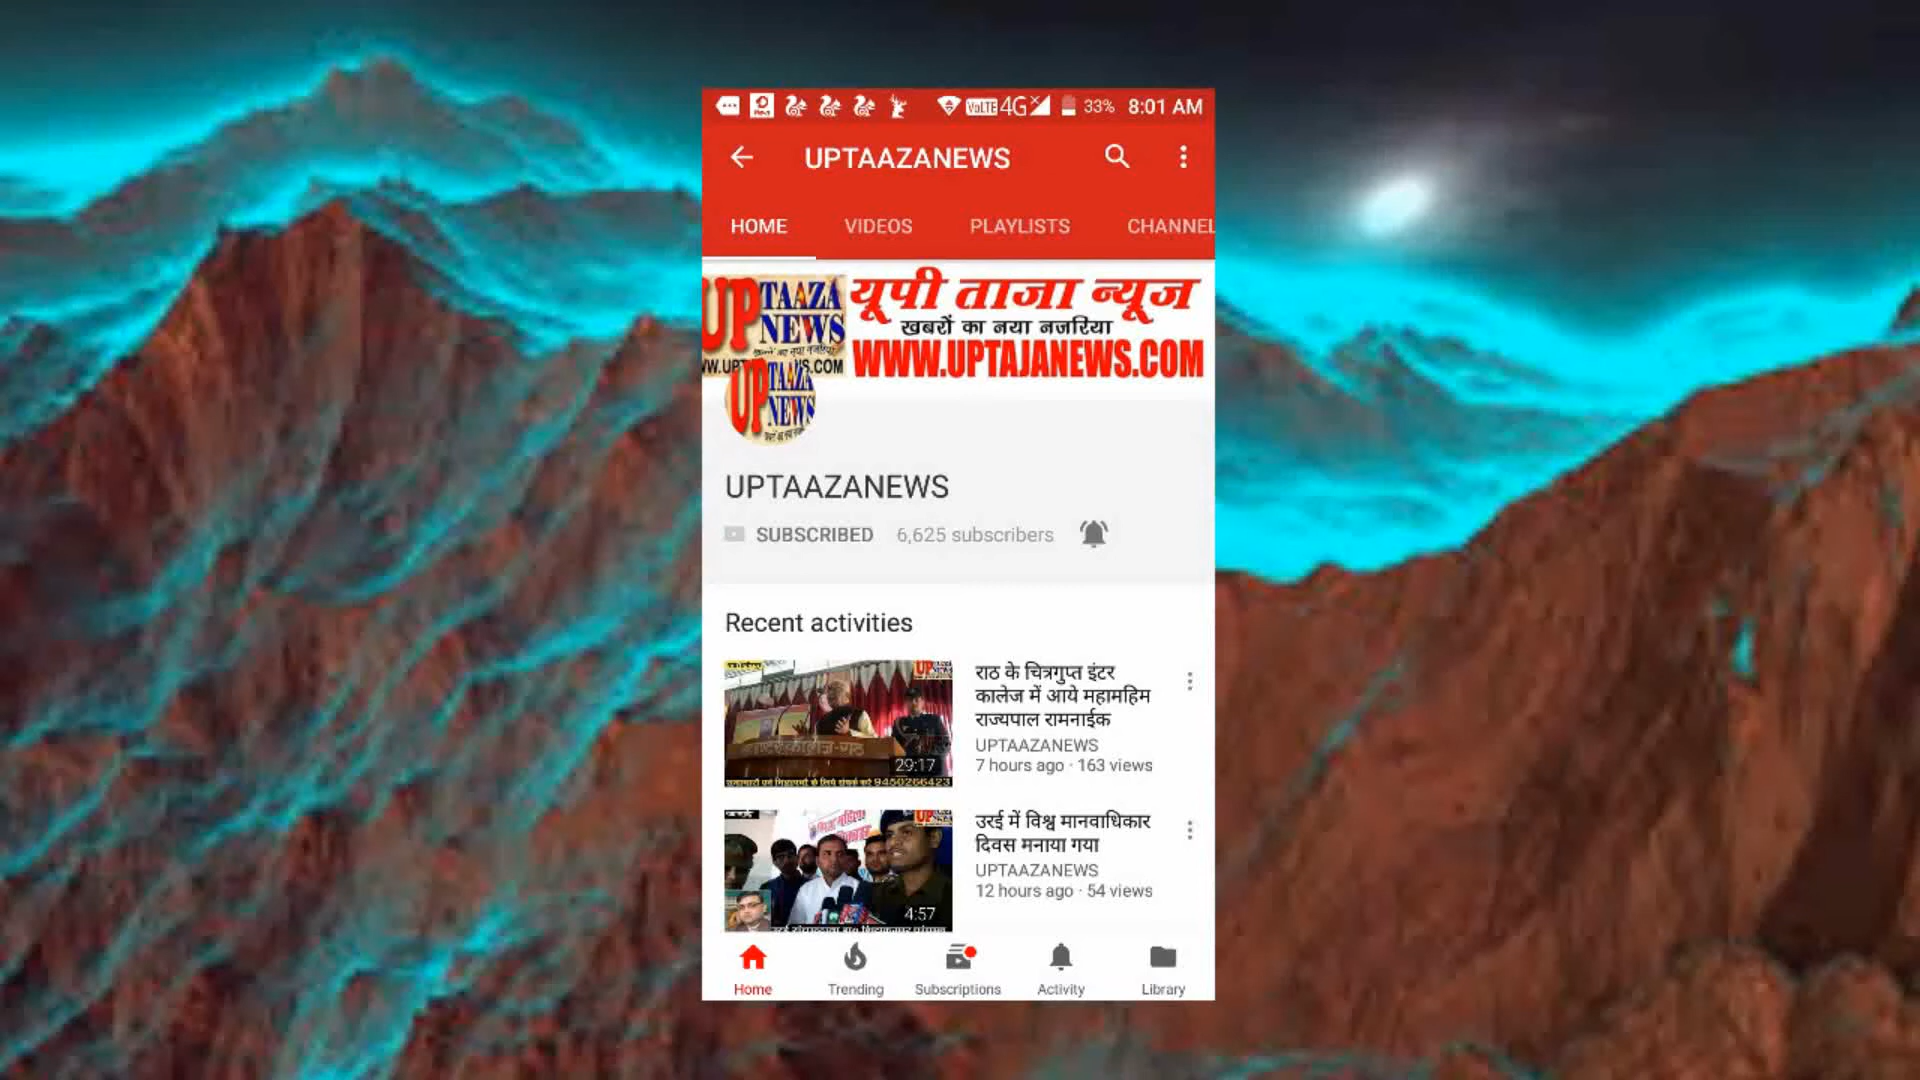 VoLTE 4G 33% 8:01 AM
UPTAAZANEWS
HOME VIDEOS PLAYLISTS CHANNEL
UP TAAZA NEWS
यूपी ताजा न्यूज
खबरों का नया नजरिया
WWW.UPTAJANEWS.COM
UP TAAZA NEWS
UPTAAZANEWS
SUBSCRIBED 6,625 subscribers
Recent activities
29:17
राठ के चित्रगुप्त इंटर
कालेज में आये महामहिम
राज्यपाल रामनाईक
UPTAAZANEWS
7 hours ago · 163 views
4:57
उरई में विश्व मानवाधिकार
दिवस मनाया गया
UPTAAZANEWS
12 hours ago · 54 views
Home Trending Subscriptions Activity Library